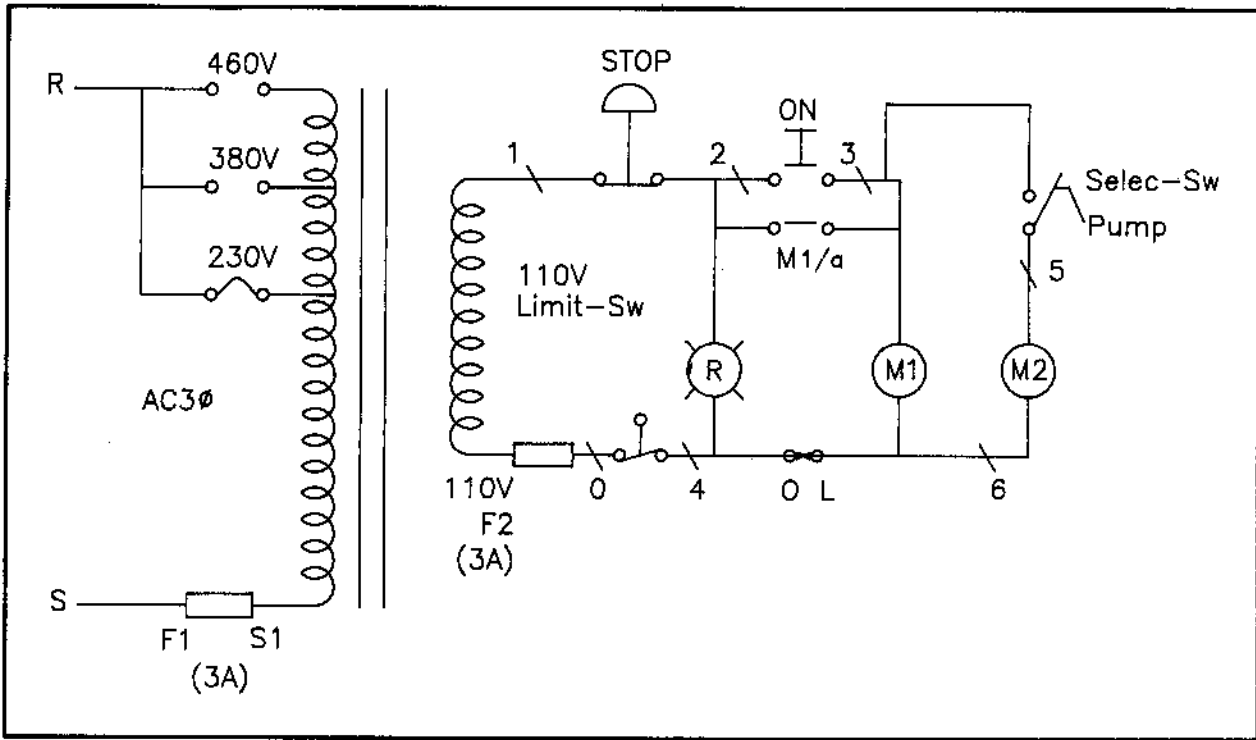 R
460V
380V
230V
AC3ø
S
F1
S1
(3A)
STOP
ON
1
2
3
M1/a
Selec-Sw
Pump
5
110V
Limit-Sw
R
M1
M2
110V
F2
(3A)
0
4
O L
6